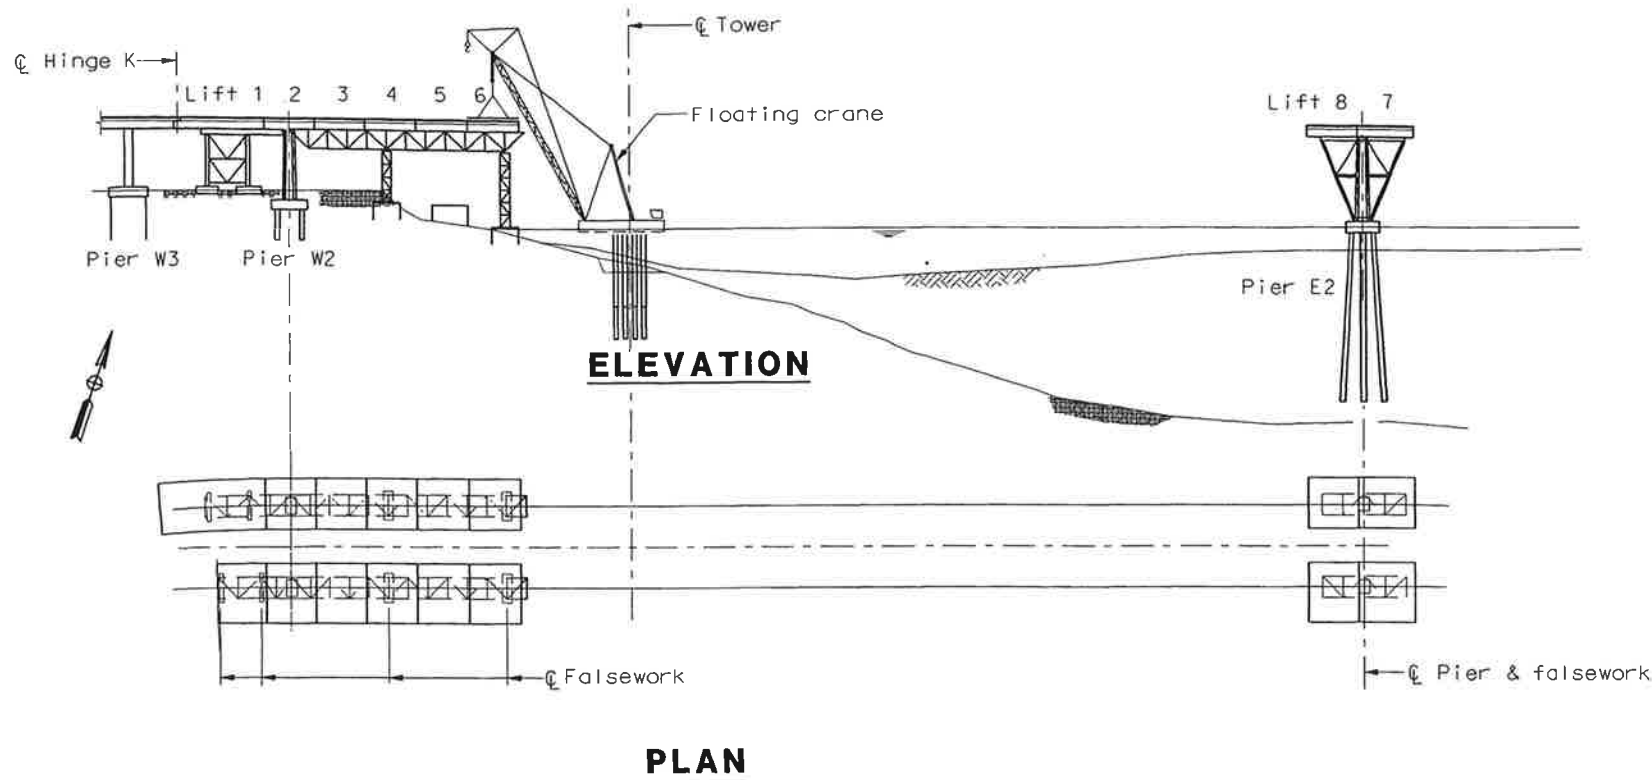 ℄ Tower
℄ Hinge K
Lift 1 2 3 4 5 6
Floating crane
Lift 8 7
Pier W3
Pier W2
Pier E2
ELEVATION
℄ Falsework
℄ Pier & falsework
PLAN